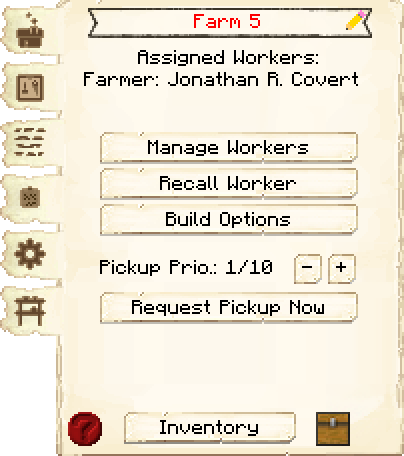 Farm 5
Assigned Workers:
Farmer: Jonathan R. Covert
Manage Workers
Recall Worker
Build Options
Pickup Prio.: 1/10 - +
Request Pickup Now
?
Inventory